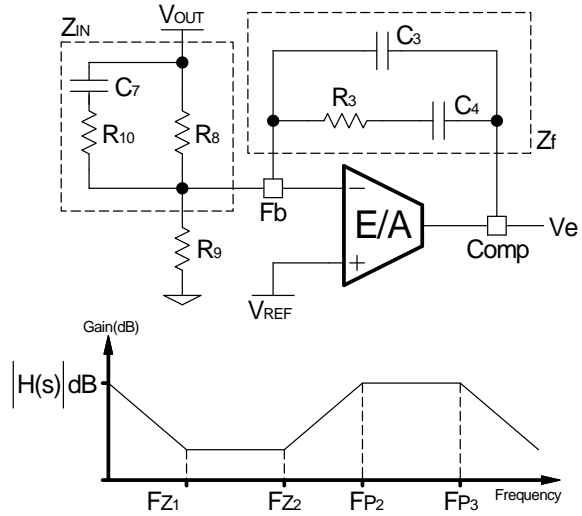 ZIN
VOUT
C3
C7
R3
C4
R10
R8
Zf
Fb
E/A
Ve
R9
Comp
VREF
Gain(dB)
|H(s)| dB
FZ1
FZ2
FP2
FP3
Frequency